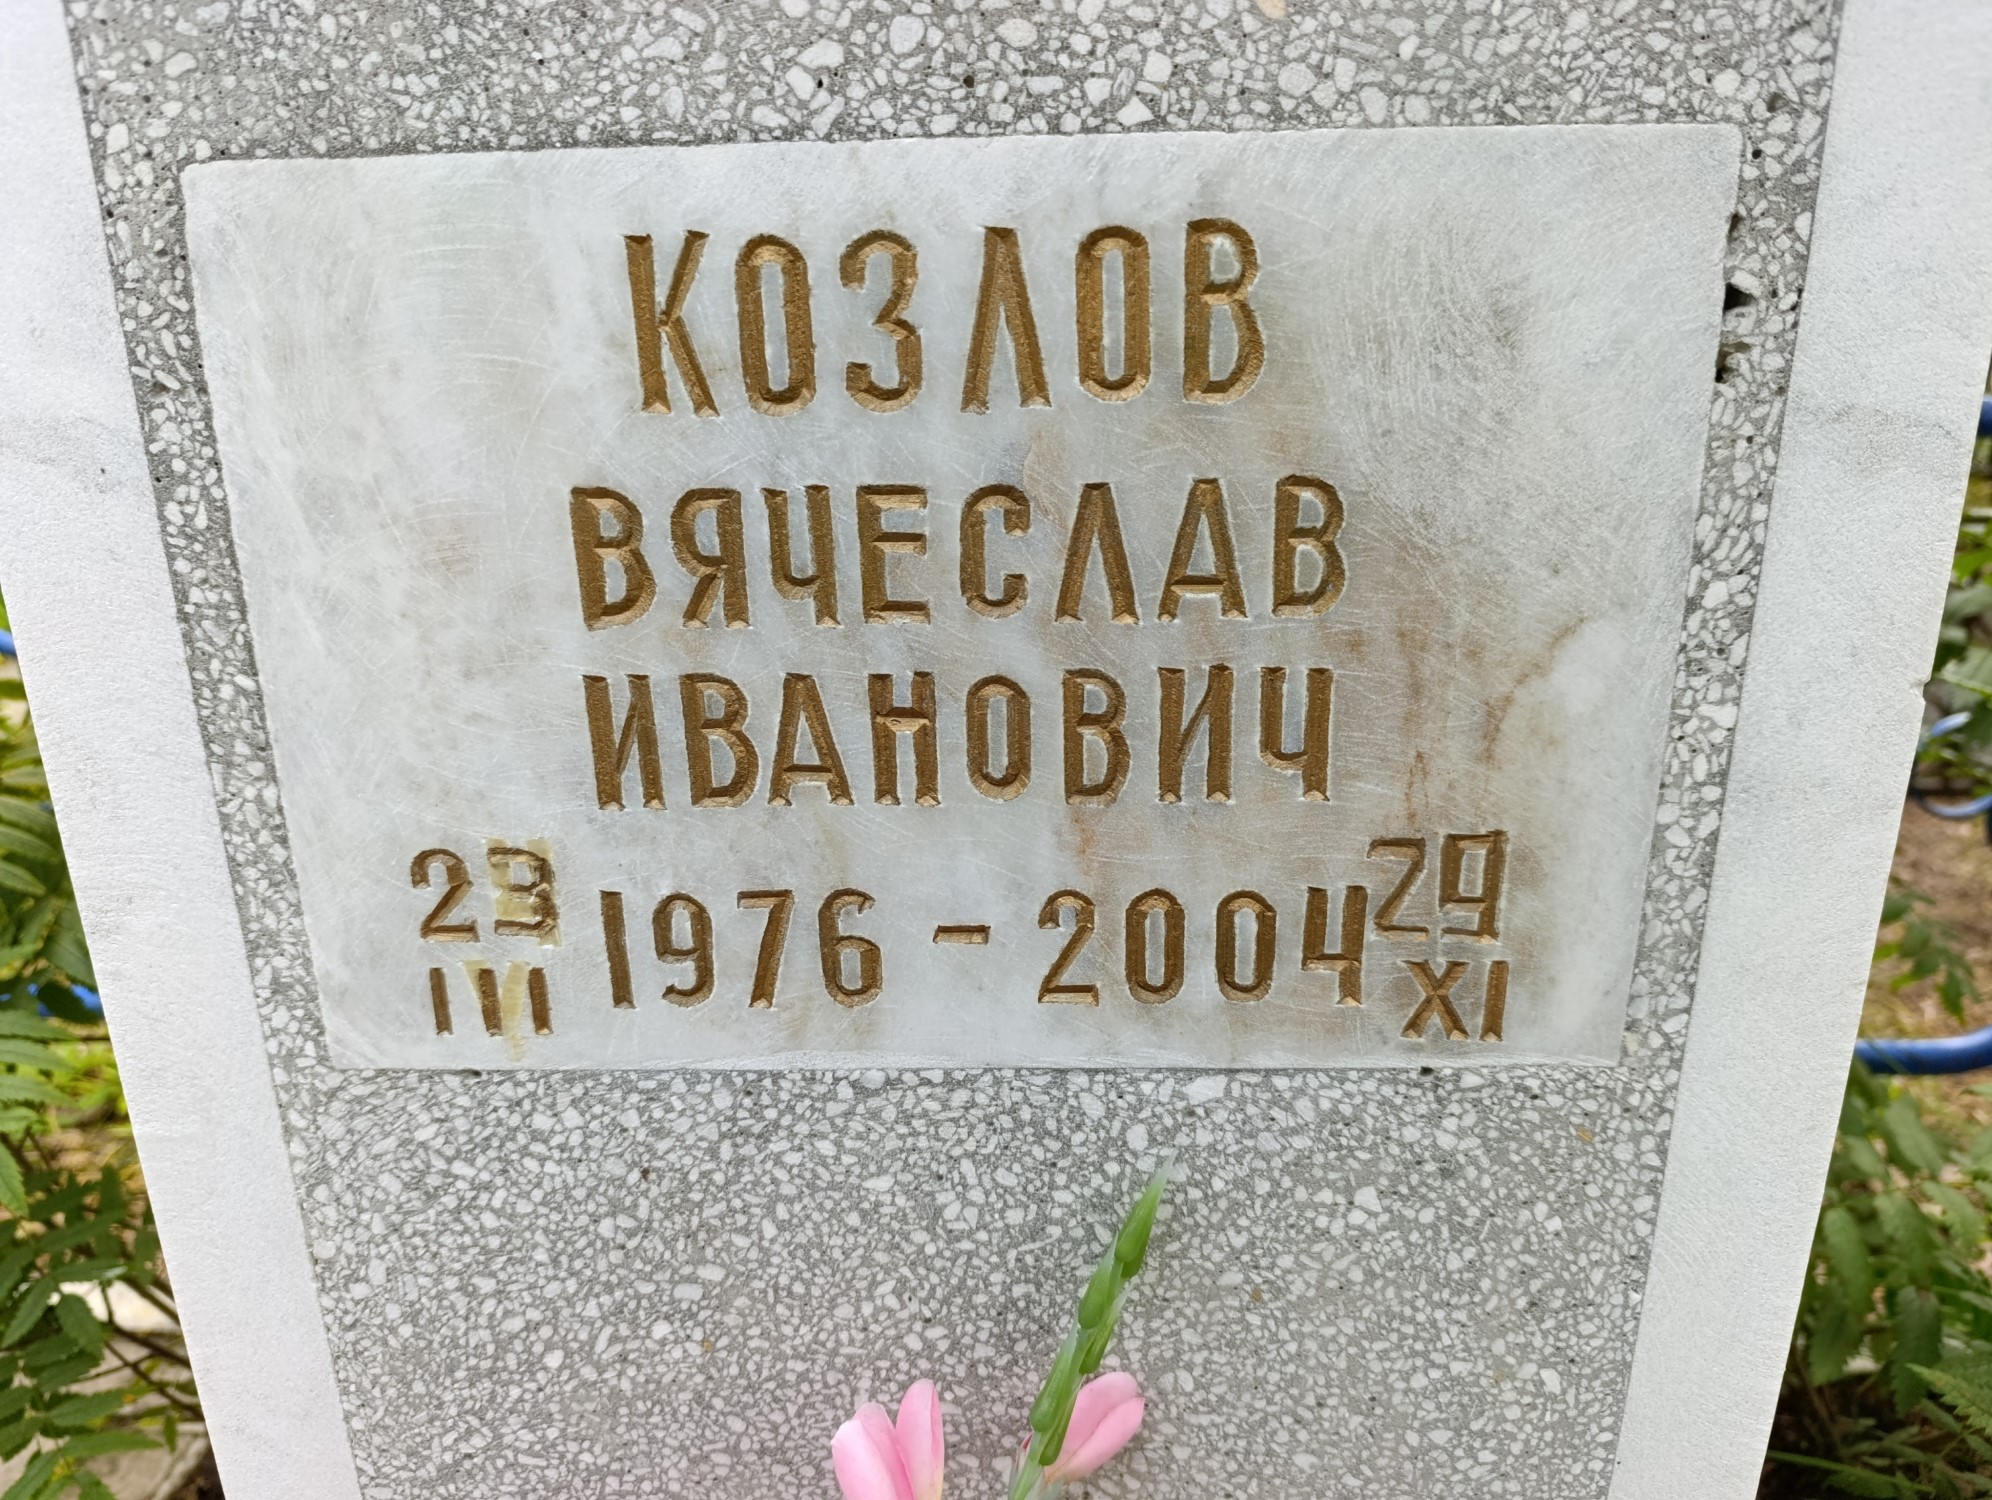 КОЗЛОВ
ВЯЧЕСЛАВ
ИВАНОВИЧ
23
III
1976 - 2004
29
XI